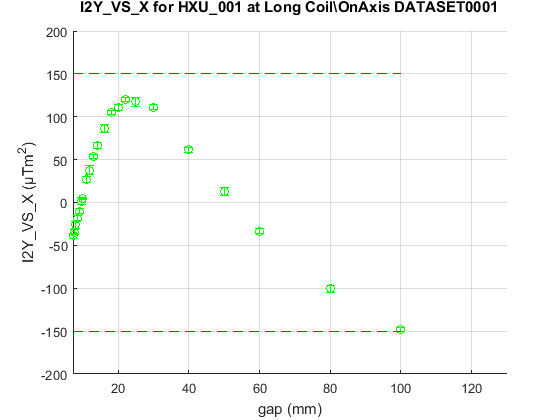 I2Y_VS_X for HXU_001 at Long Coil\OnAxis DATASET0001
200
150
100
50
0
-50
-100
-150
-200
I2Y_VS_X (μTm²)
20 40 60 80 100 120
gap (mm)